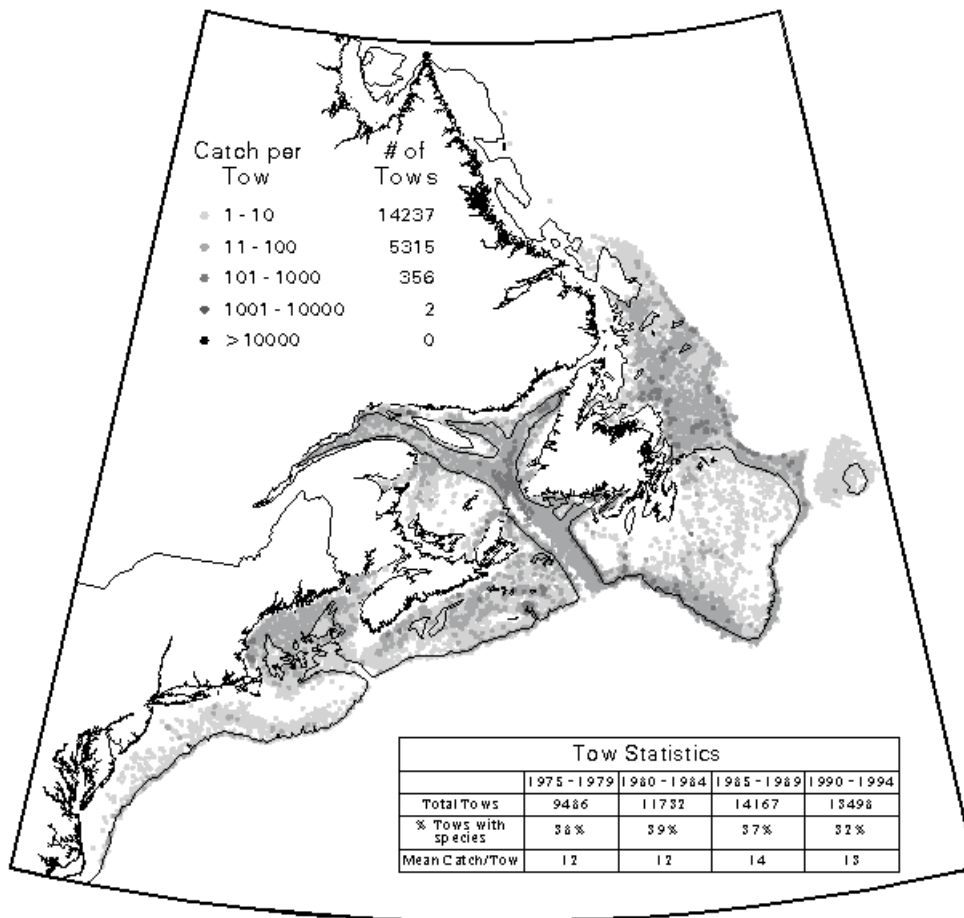 Catch per Tow # of Tows
1 - 10 14237
11 - 100 5315
101 - 1000 356
1001 - 10000 2
>10000 0
Tow Statistics
1975 - 1979 1980 - 1984 1985 - 1989 1990 - 1994
Total Tows 9486 11732 14167 13498
% Tows with species 38% 39% 37% 32%
Mean Catch/Tow 12 12 14 13